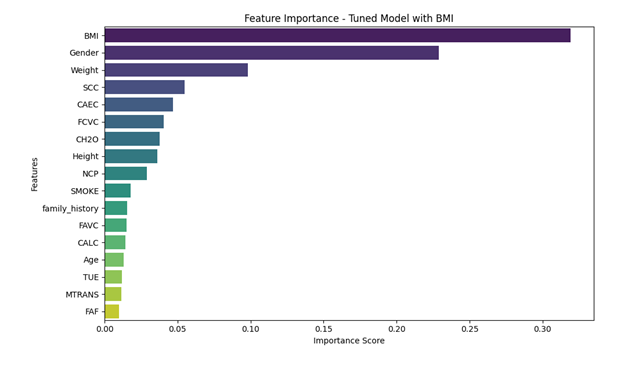 Feature Importance - Tuned Model with BMI
BMI
Gender
Weight
SCC
CAEC
FCVC
CH2O
Height
NCP
SMOKE
family_history
FAVC
CALC
Age
TUE
MTRANS
FAF
Features
0.00 0.05 0.10 0.15 0.20 0.25 0.30
Importance Score